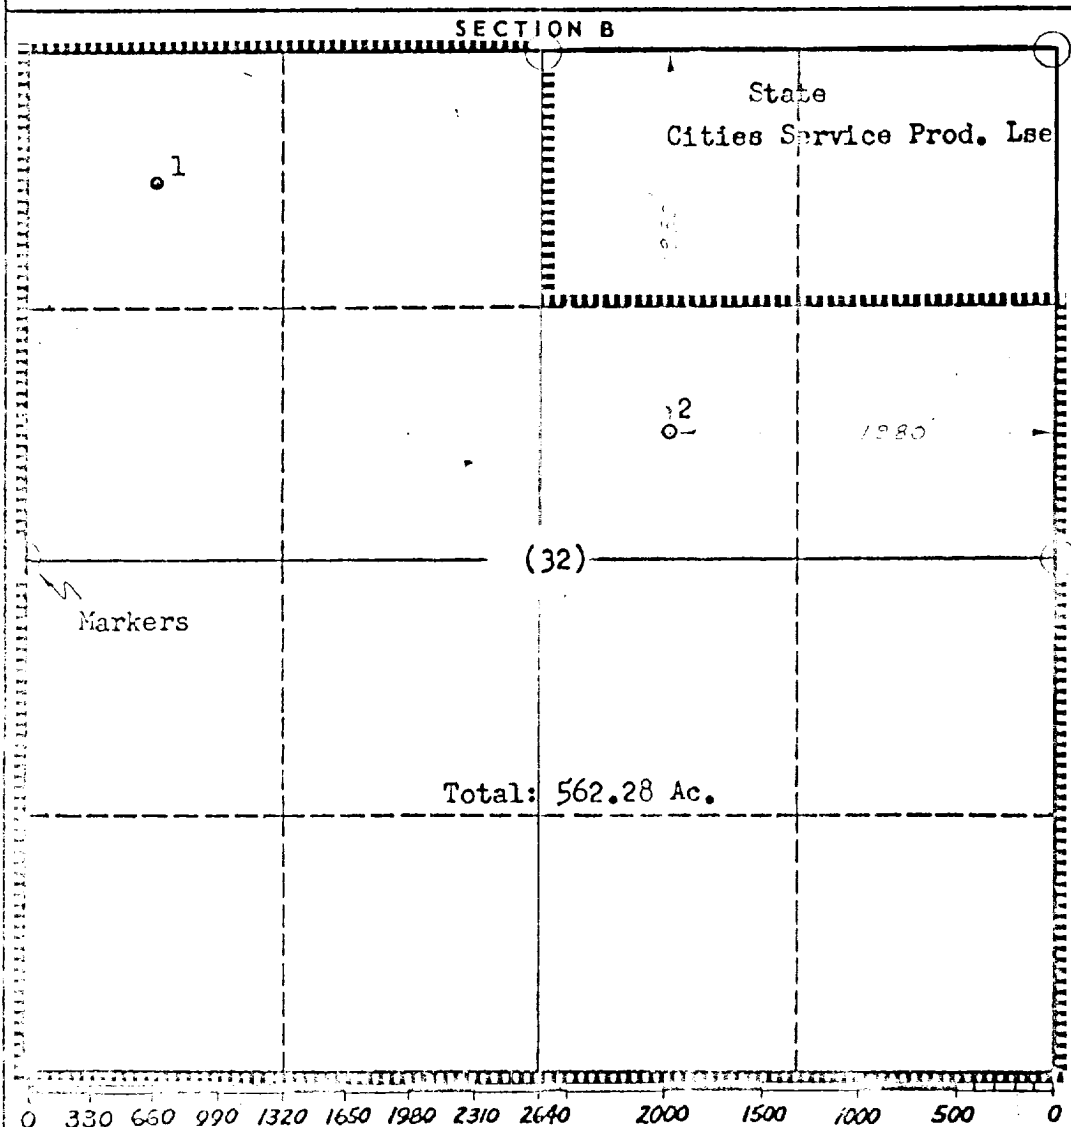 SECTION B
State
Cities Service Prod. Lse
1
2
1980'
(32)
Markers
Total: 562.28 Ac.
0 330 660 990 1320 1650 1980 2310 2640 2000 1500 1000 500 0